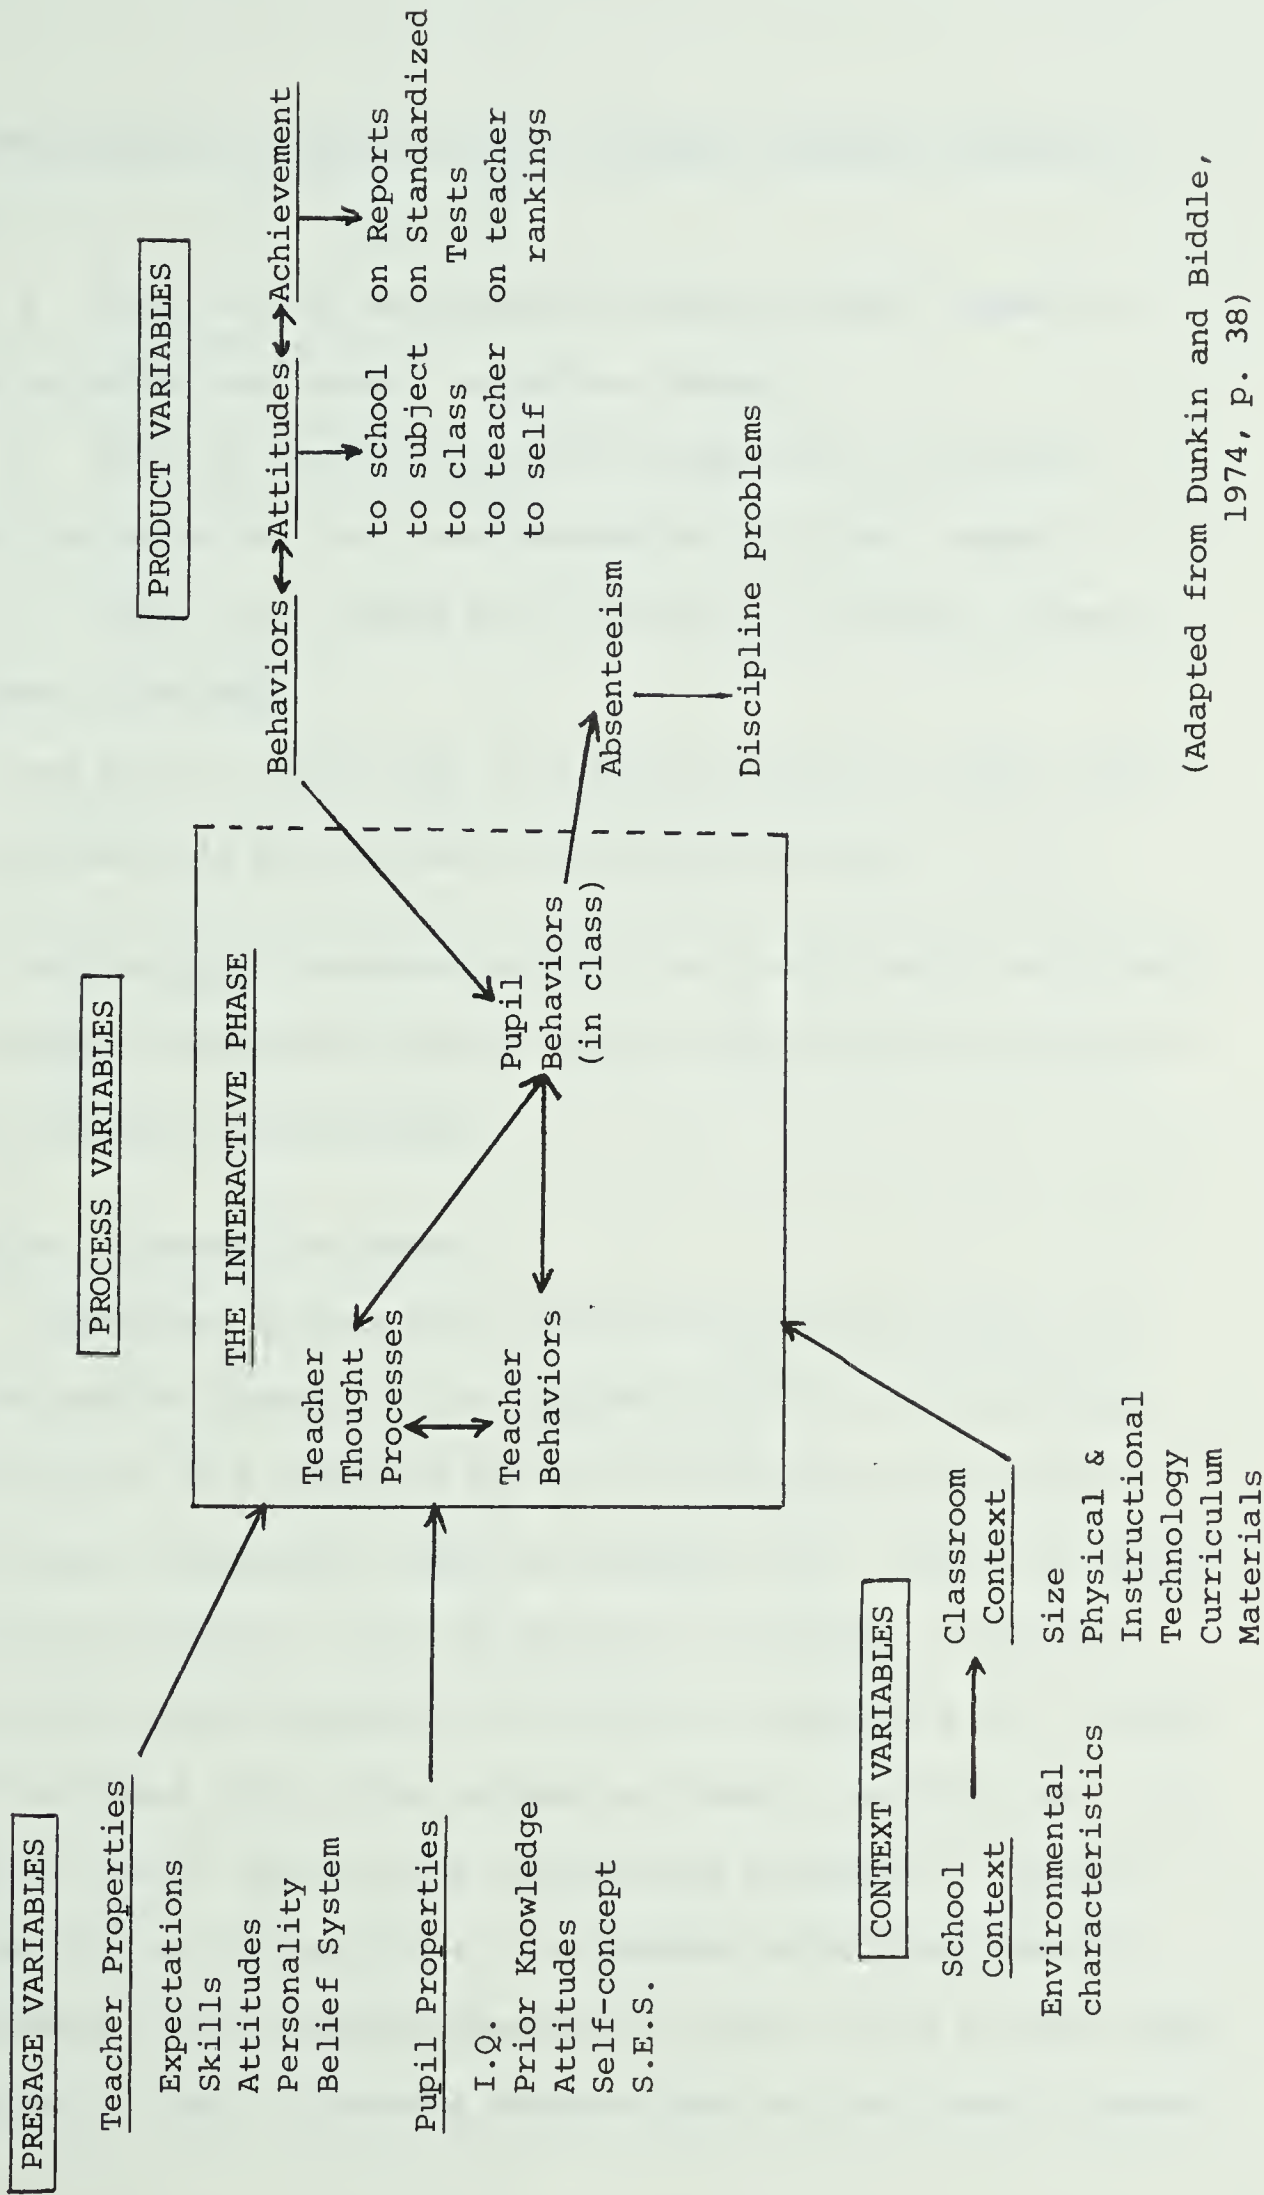 PRESAGE VARIABLES
Teacher Properties
Expectations
Skills
Attitudes
Personality
Belief System
Pupil Properties
I.Q.
Prior Knowledge
Attitudes
Self-concept
S.E.S.
CONTEXT VARIABLES
School
Context
Environmental
characteristics
Classroom
Context
Size
Physical &
Instructional
Technology
Curriculum
Materials
PROCESS VARIABLES
THE INTERACTIVE PHASE
Teacher
Thought
Processes
Teacher
Behaviors
Pupil
Behaviors
(in class)
PRODUCT VARIABLES
Behaviors
Attitudes
Achievement
to school
to subject
to class
to teacher
to self
on Reports
on Standardized
Tests
on teacher
rankings
Absenteeism
Discipline problems
(Adapted from Dunkin and Biddle,
1974, p. 38)